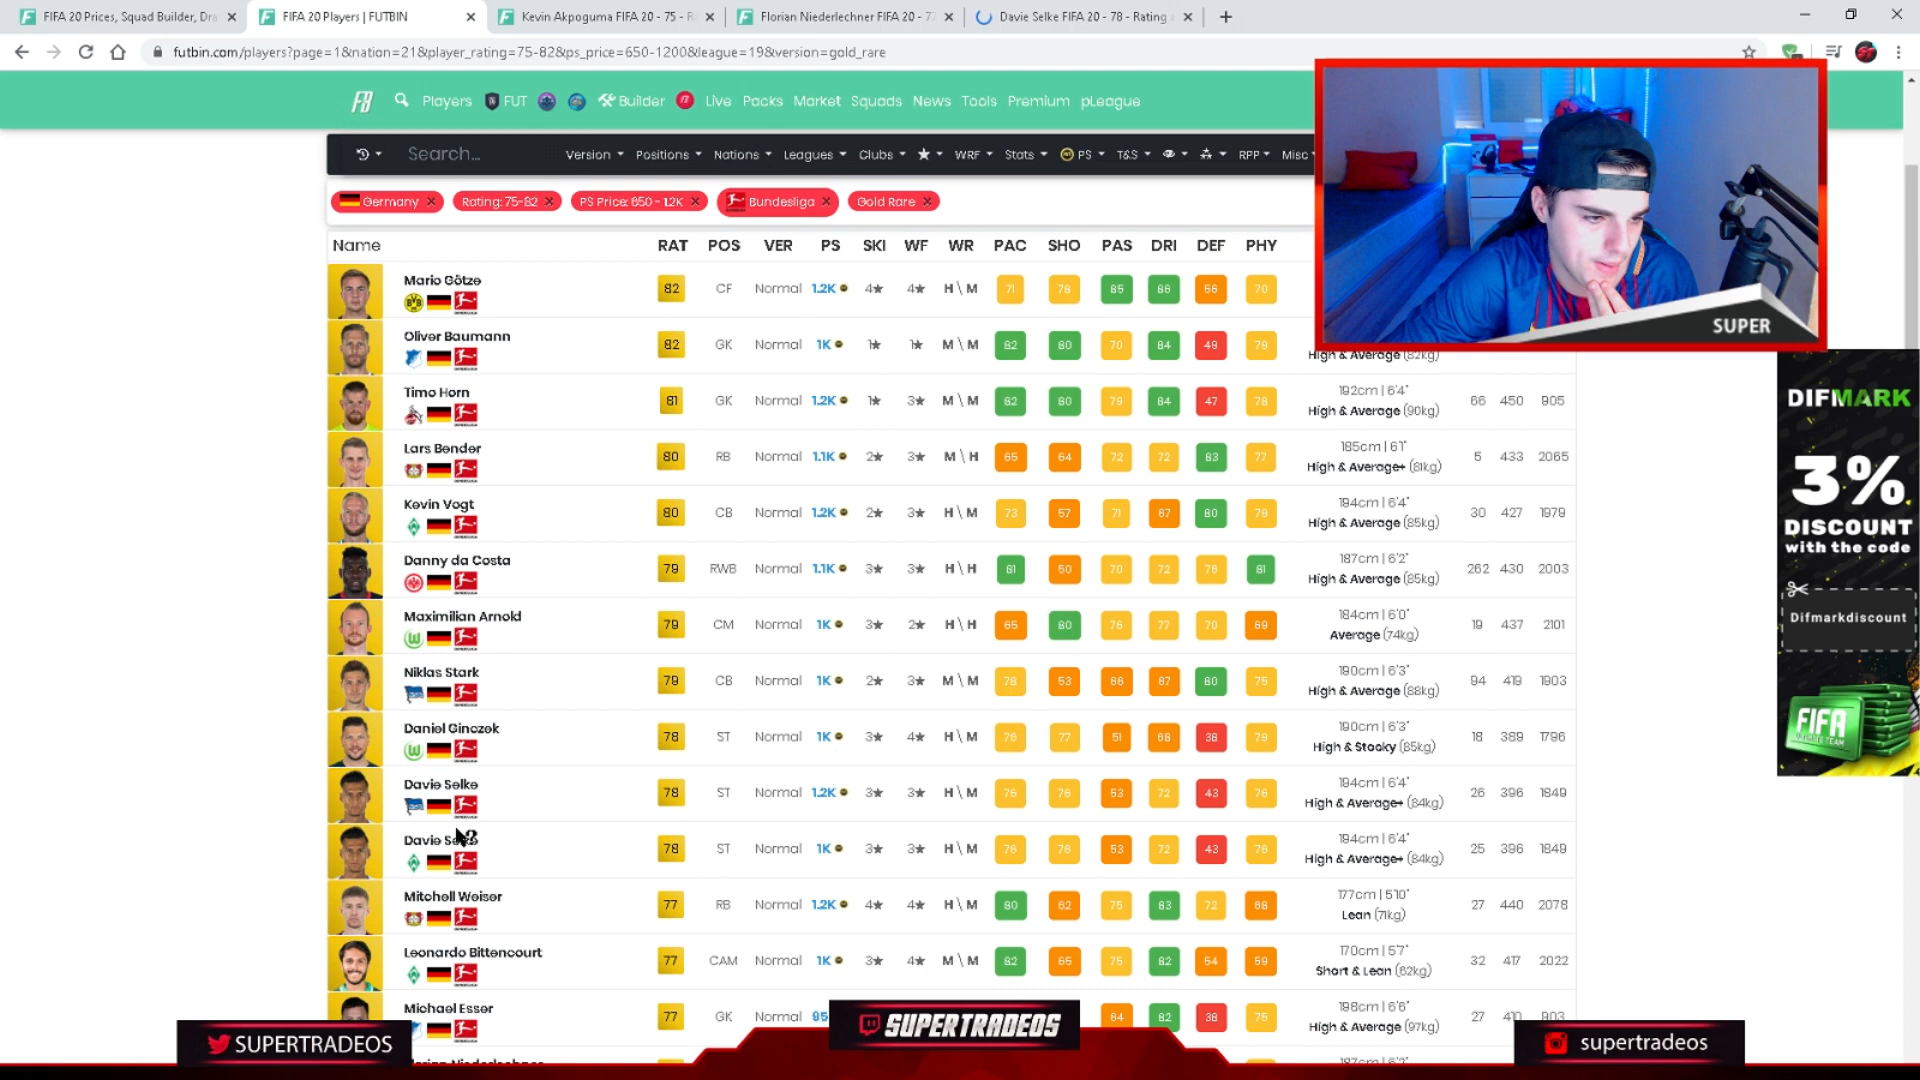 FIFA 20 Prices, Squad Builder, Dra
FIFA 20 Players | FUTBIN
Kevin Akpoguma FIFA 20 - 75 - R
Florian Niederlechner FIFA 20 - 77
Davie Selke FIFA 20 - 78 - Rating
futbin.com/players?page=1&nation=21&player_rating=75-82&ps_price=650-1200&league=19&version=gold_rare
Players FUT Builder Live Packs Market Squads News Tools Premium pLeague
Search... Version Positions Nations Leagues Clubs WRF Stats PS T&S RPP Misc
Germany × Rating: 75-82 × PS Price: 650 - 1.2K × Bundesliga × Gold Rare ×
Name RAT POS VER PS SKI WF WR PAC SHO PAS DRI DEF PHY
Mario Götze 82 CF Normal 1.2K 4★ 4★ H \ M 71 78 85 86 56 70
Oliver Baumann 82 GK Normal 1K 1★ 1★ M \ M 82 80 70 84 49 79
High & Average (82kg)
Timo Horn 81 GK Normal 1.2K 1★ 3★ M \ M 82 80 79 84 47 78 192cm | 6'4" 66 450 905
High & Average (90kg)
Lars Bender 80 RB Normal 1.1K 2★ 3★ M \ H 65 64 72 72 83 77 185cm | 6'1" 5 433 2065
High & Average+ (81kg)
Kevin Vogt 80 CB Normal 1.2K 2★ 3★ H \ M 73 57 71 67 80 79 194cm | 6'4" 30 427 1979
High & Average (85kg)
Danny da Costa 79 RWB Normal 1.1K 3★ 3★ H \ H 81 50 70 72 76 81 187cm | 6'2" 262 430 2003
High & Average (85kg)
Maximilian Arnold 79 CM Normal 1K 3★ 2★ H \ H 65 80 76 77 70 69 184cm | 6'0" 19 437 2101
Average (74kg)
Niklas Stark 79 CB Normal 1K 2★ 3★ M \ M 78 53 66 67 80 75 190cm | 6'3" 94 419 1903
High & Average (88kg)
Daniel Ginczek 78 ST Normal 1K 3★ 4★ H \ M 76 77 51 68 38 79 190cm | 6'3" 18 389 1796
High & Stocky (85kg)
Davie Selke 78 ST Normal 1.2K 3★ 3★ H \ M 76 76 53 72 43 76 194cm | 6'4" 26 396 1849
High & Average+ (84kg)
Davie Selke 78 ST Normal 1K 3★ 3★ H \ M 76 76 53 72 43 76 194cm | 6'4" 25 396 1849
High & Average+ (84kg)
Mitchell Weiser 77 RB Normal 1.2K 4★ 4★ H \ M 80 62 75 83 72 68 177cm | 5'10" 27 440 2078
Lean (71kg)
Leonardo Bittencourt 77 CAM Normal 1K 3★ 4★ M \ M 82 65 75 82 54 59 170cm | 5'7" 32 417 2022
Short & Lean (62kg)
Michael Esser 77 GK Normal 95 64 82 38 75 198cm | 6'6" 27 410 903
High & Average (97kg)
SUPER
DIFMARK
3%
DISCOUNT
with the code
Difmarkdiscount
FIFA
SUPERTRADEOS
SUPERTRADEOS
supertradeos